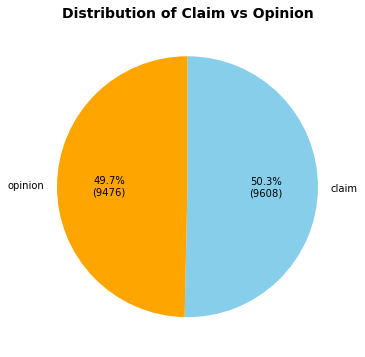 Distribution of Claim vs Opinion
opinion
49.7%
(9476)
50.3%
(9608)
claim